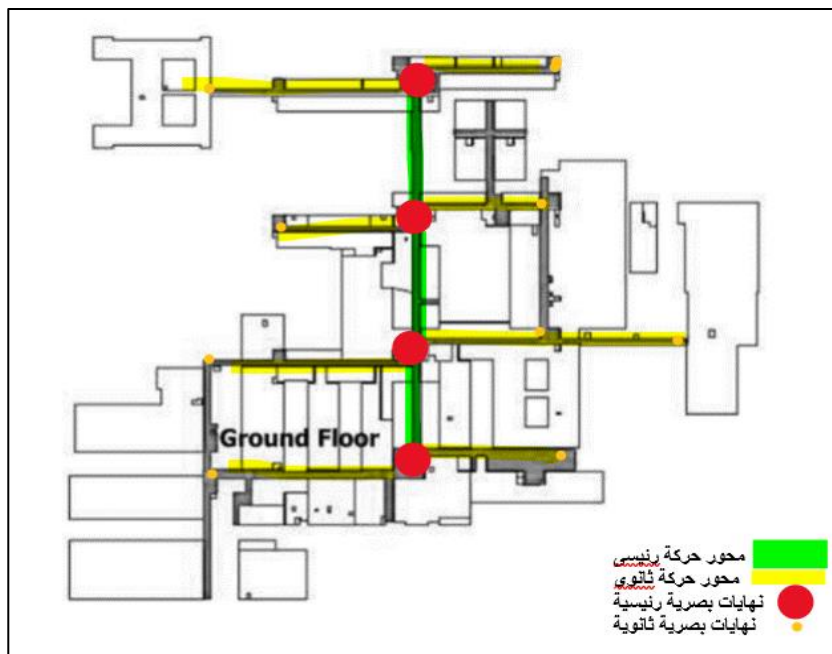 Ground Floor
محور حركة رئيسي
محور حركة ثانوي
نهايات بصرية رئيسية
نهايات بصرية ثانوية